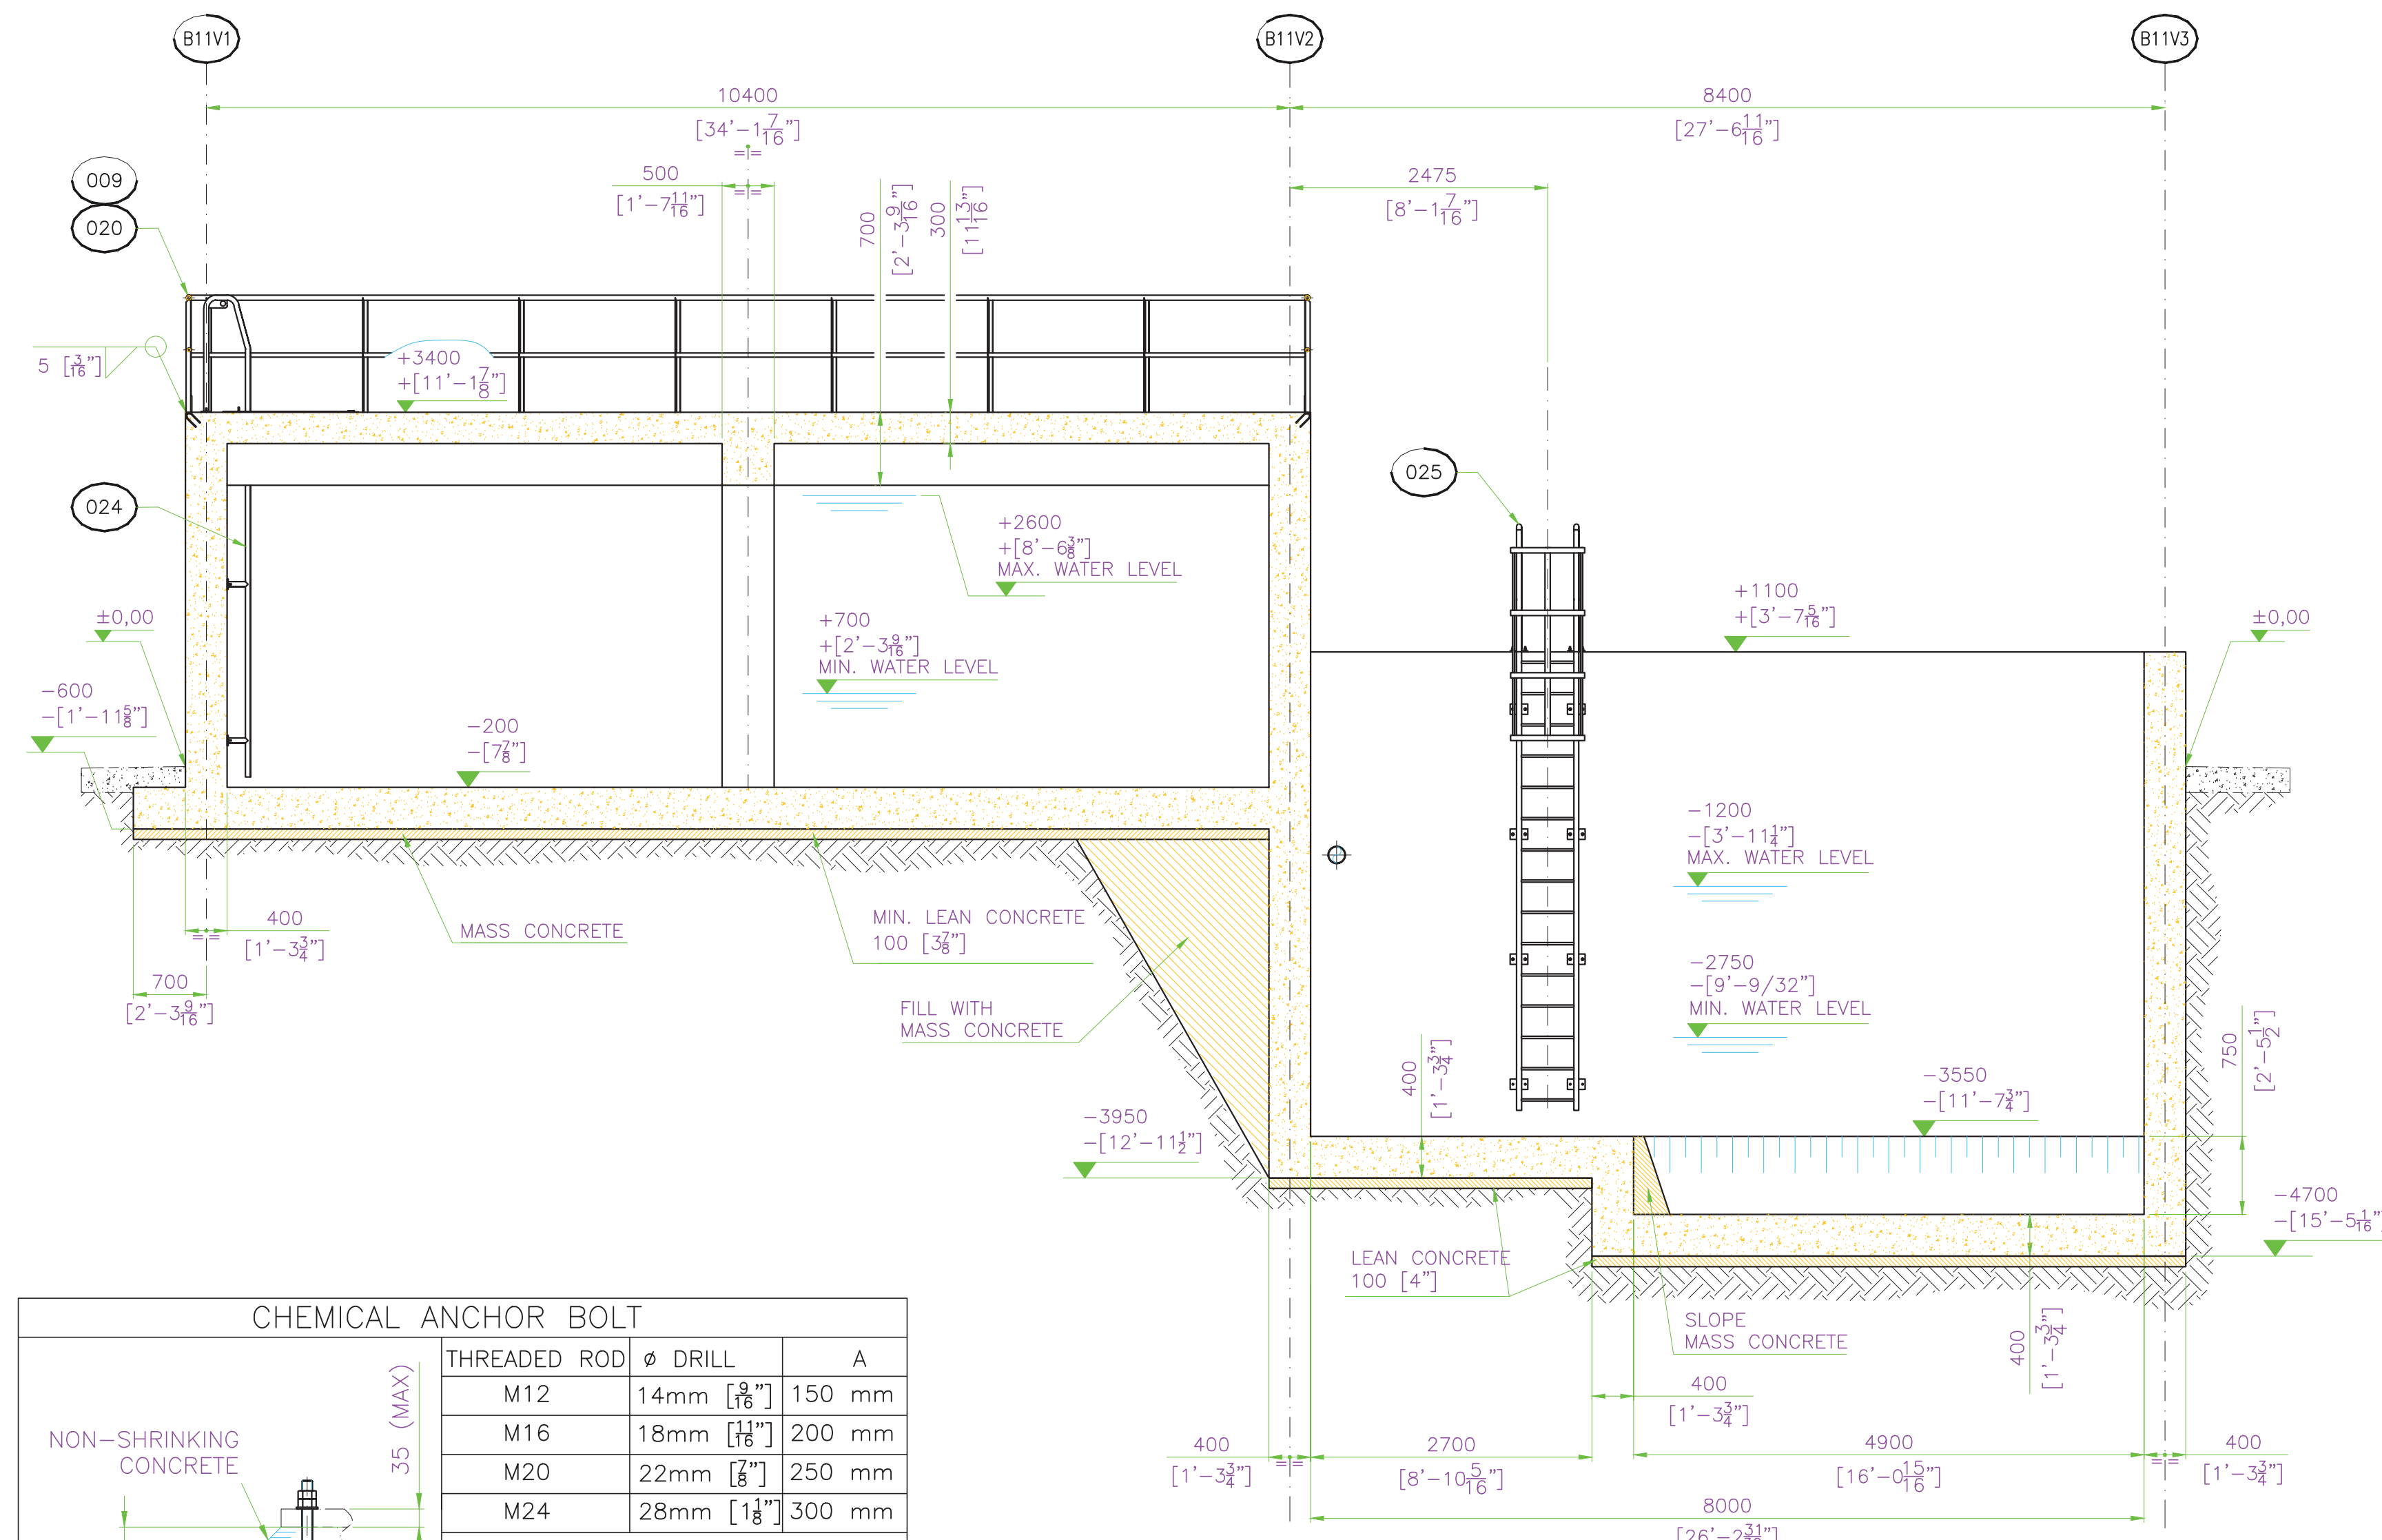 B11V1
B11V2
B11V3
10400
[34'-1 7/16"]
8400
[27'-6 11/16"]
009
020
500
[1'-7 11/16"]
700
[2'-3 9/16"]
300
[11 13/16"]
2475
[8'-1 7/16"]
5 [3/16"]
+3400
+[11'-1 7/8"]
024
025
+2600
+[8'-6 3/8"]
MAX. WATER LEVEL
±0,00
+700
+[2'-3 9/16"]
MIN. WATER LEVEL
+1100
+[3'-7 5/16"]
±0,00
-600
-[1'-11 5/8"]
-200
-[7 7/8"]
-1200
-[3'-11 1/4"]
MAX. WATER LEVEL
400
[1'-3 3/4"]
MASS CONCRETE
MIN. LEAN CONCRETE
100 [3 7/8"]
700
[2'-3 9/16"]
FILL WITH
MASS CONCRETE
-2750
-[9'-9/32"]
MIN. WATER LEVEL
400
[1'-3 3/4"]
750
[2'-5 1/2"]
-3550
-[11'-7 3/4"]
-3950
-[12'-11 1/2"]
-4700
-[15'-5 1/16"
LEAN CONCRETE
100 [4"]
SLOPE
MASS CONCRETE
400
[1'-3 3/4"]
400
[1'-3 3/4"]
400
[1'-3 3/4"]
2700
[8'-10 5/16"]
4900
[16'-0 15/16"]
400
[1'-3 3/4"]
8000
CHEMICAL ANCHOR BOLT
THREADED ROD ø DRILL A
M12 14mm [9/16"] 150 mm
M16 18mm [11/16"] 200 mm
M20 22mm [7/8"] 250 mm
M24 28mm [1 1/8"] 300 mm
35 (MAX)
NON-SHRINKING
CONCRETE